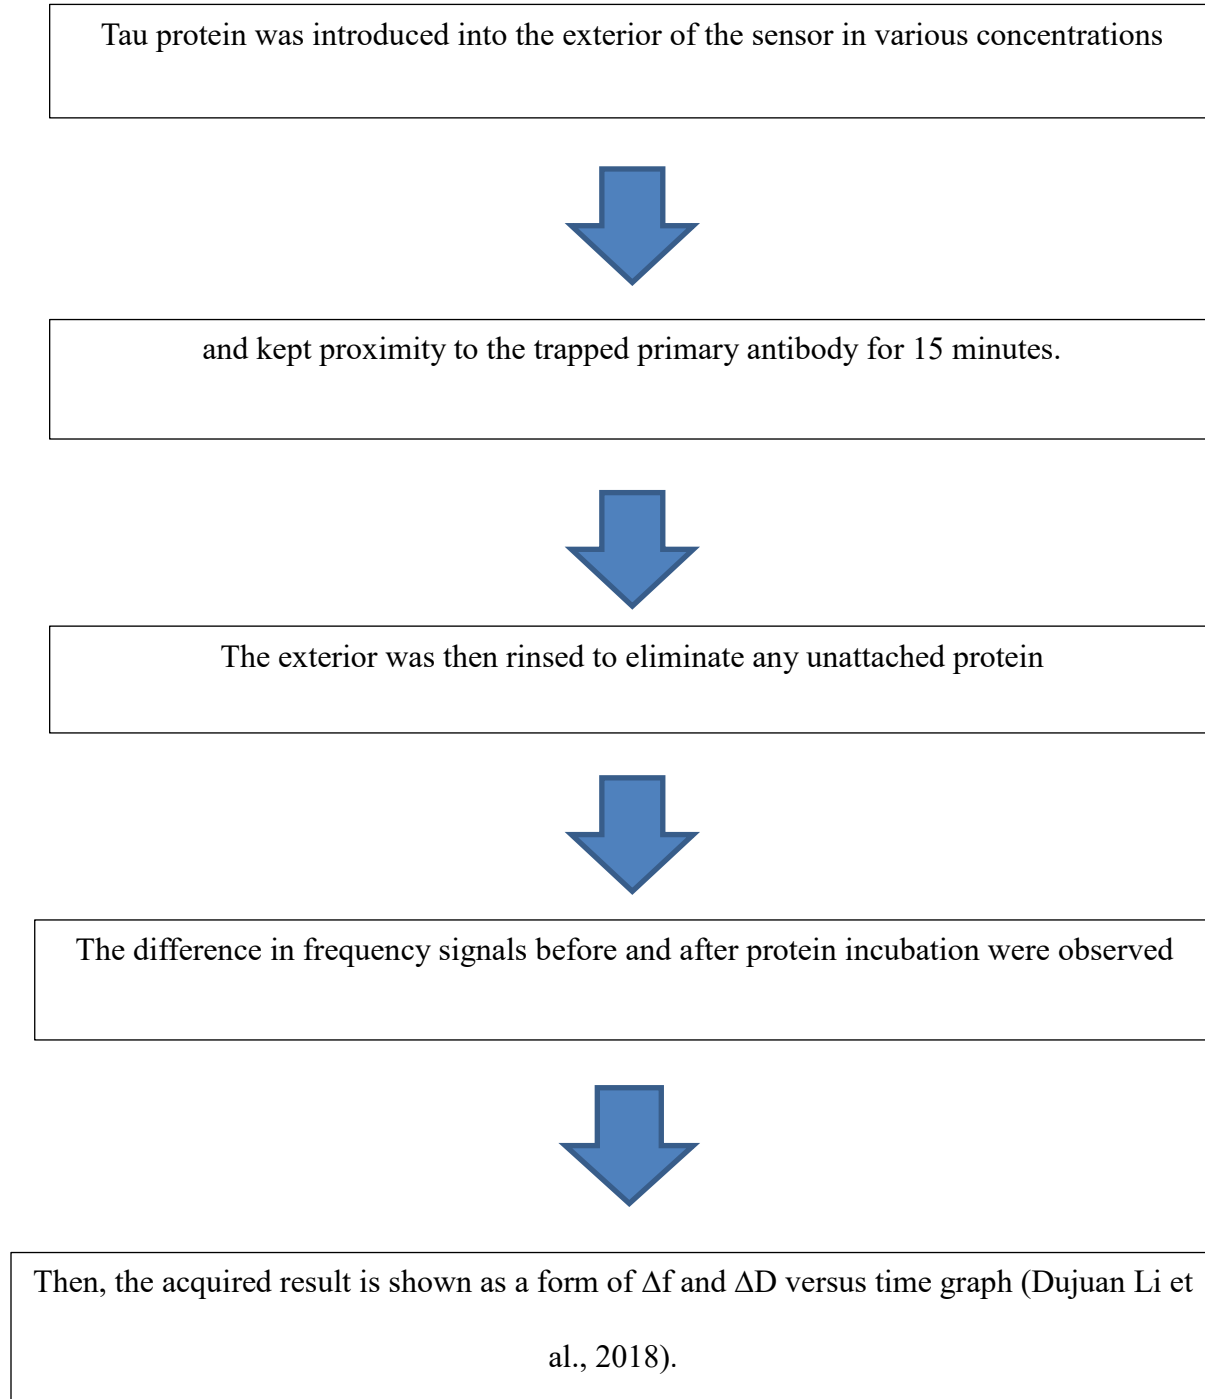 Tau protein was introduced into the exterior of the sensor in various concentrations
and kept proximity to the trapped primary antibody for 15 minutes.
The exterior was then rinsed to eliminate any unattached protein
The difference in frequency signals before and after protein incubation were observed
Then, the acquired result is shown as a form of Δf and ΔD versus time graph (Dujuan Li et
al., 2018).